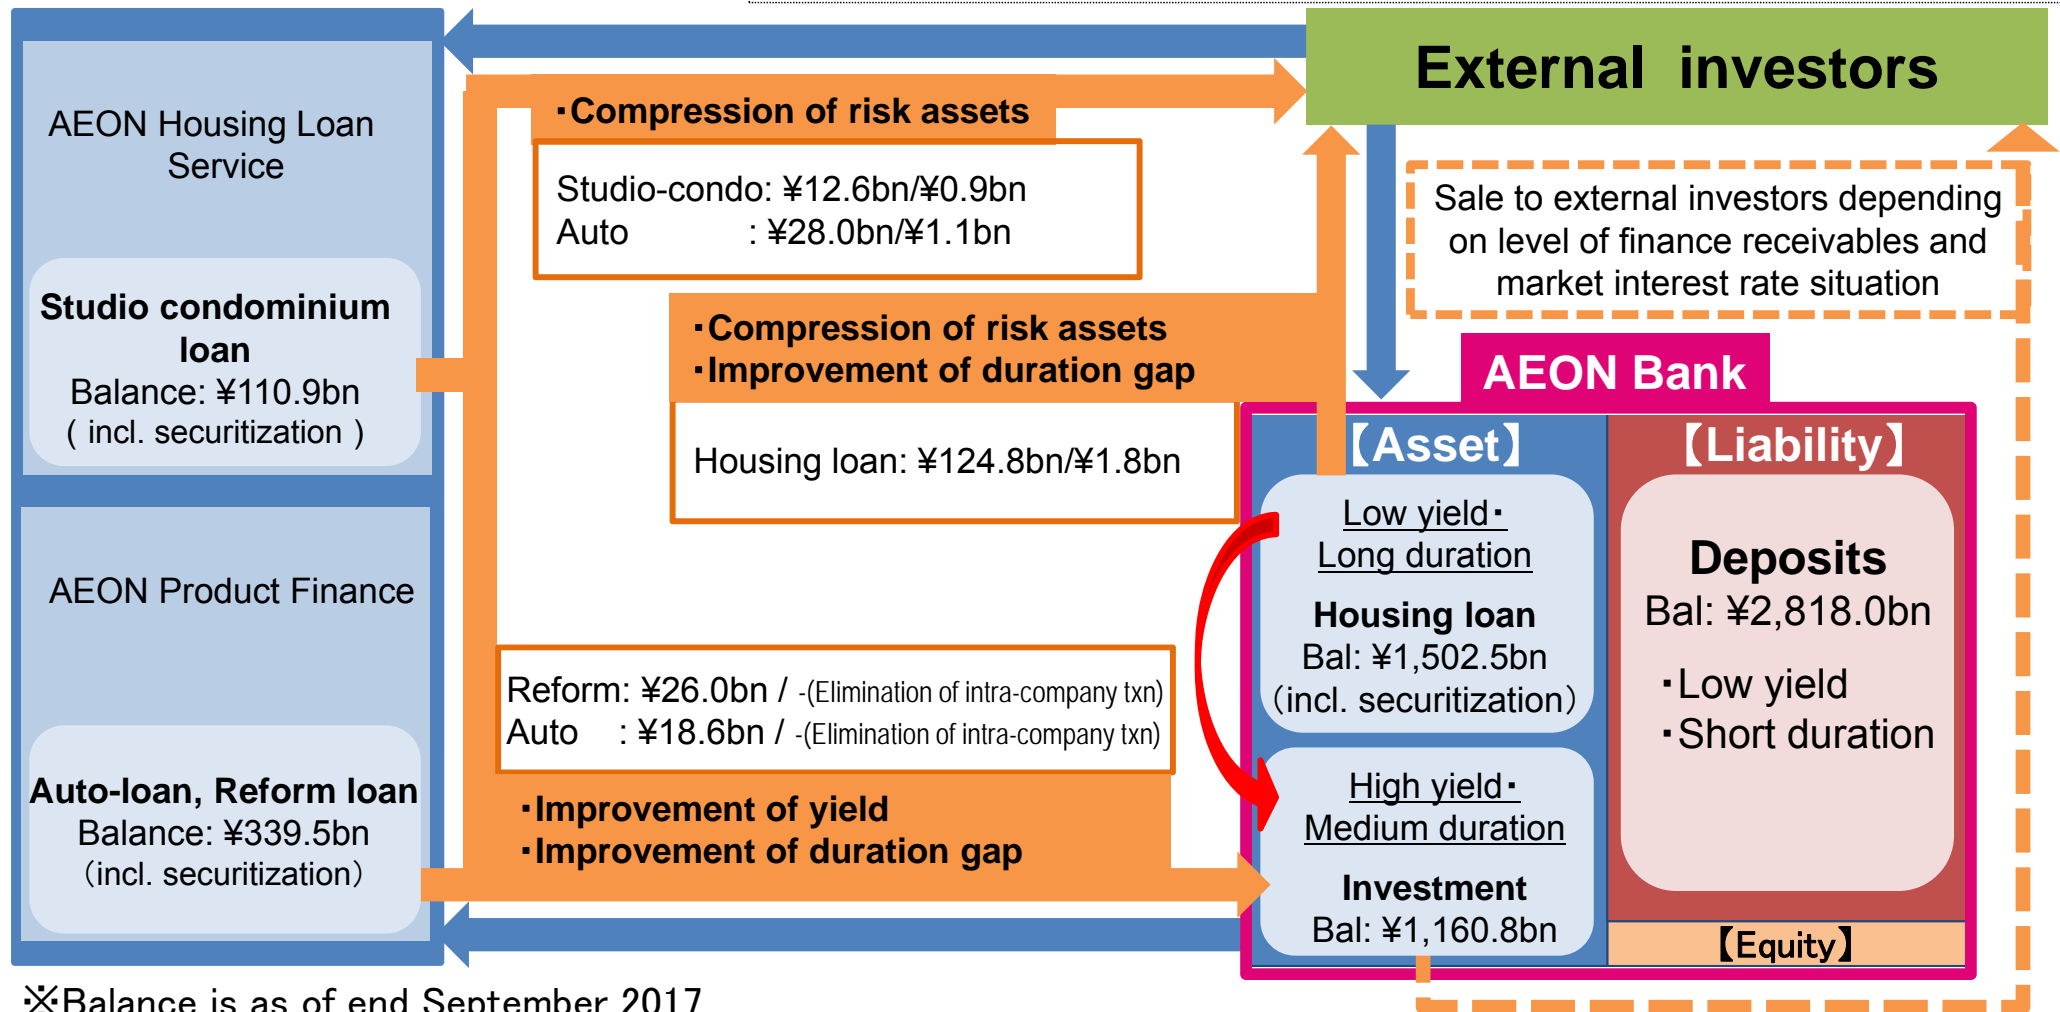 External investors
AEON Housing Loan
Service
Studio condominium
loan
Balance: ¥110.9bn
( incl. securitization )
AEON Product Finance
Auto-loan, Reform loan
Balance: ¥339.5bn
（incl. securitization）
・Compression of risk assets
Studio-condo: ¥12.6bn/¥0.9bn
Auto : ¥28.0bn/¥1.1bn
・Compression of risk assets
・Improvement of duration gap
Housing loan: ¥124.8bn/¥1.8bn
Reform: ¥26.0bn / -(Elimination of intra-company txn)
Auto : ¥18.6bn / -(Elimination of intra-company txn)
・Improvement of yield
・Improvement of duration gap
Sale to external investors depending
on level of finance receivables and
market interest rate situation
AEON Bank
【Asset】
Low yield・
Long duration
Housing loan
Bal: ¥1,502.5bn
（incl. securitization）
High yield・
Medium duration
Investment
Bal: ¥1,160.8bn
【Liability】
Deposits
Bal: ¥2,818.0bn
・Low yield
・Short duration
【Equity】
※Balance is as of end September 2017